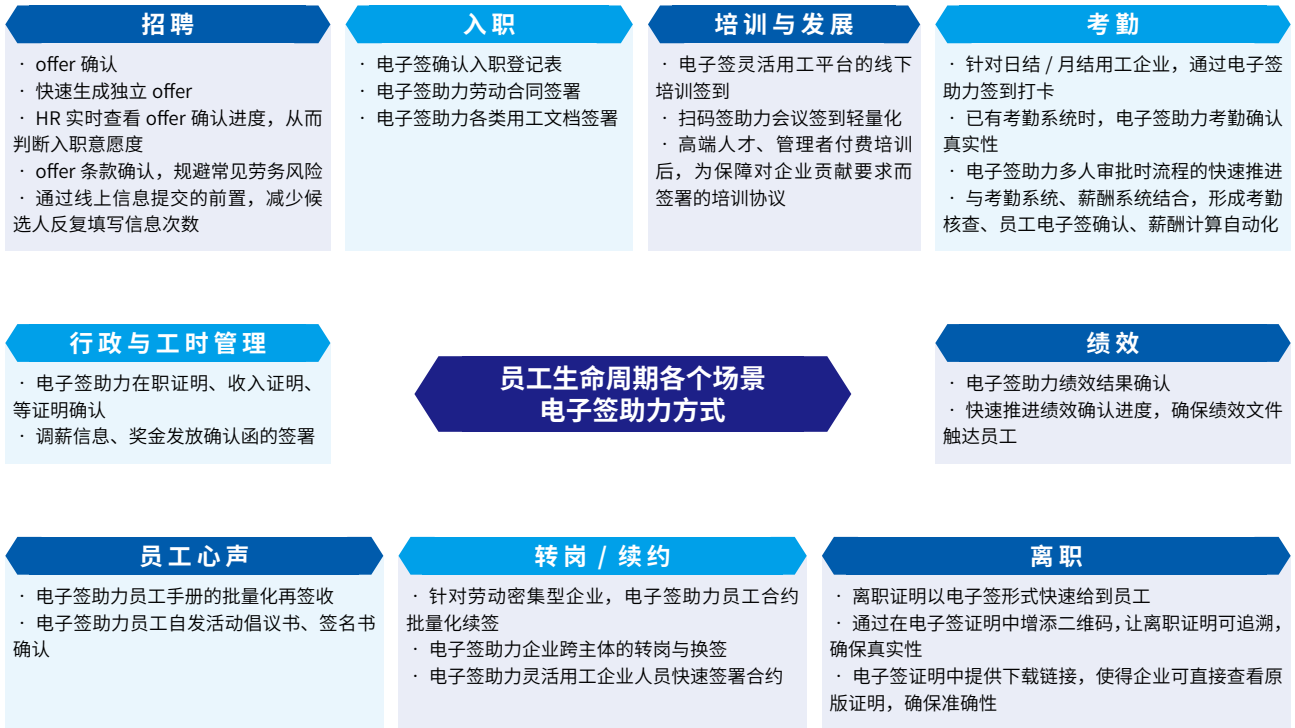 招聘
· offer 确认
· 快速生成独立 offer
· HR 实时查看 offer 确认进度，从而
判断入职意愿度
· offer 条款确认，规避常见劳务风险
· 通过线上信息提交的前置，减少候
选人反复填写信息次数
入职
· 电子签确认入职登记表
· 电子签助力劳动合同签署
· 电子签助力各类用工文档签署
培训与发展
· 电子签灵活用工平台的线下
培训签到
· 扫码签助力会议签到轻量化
· 高端人才、管理者付费培训
后，为保障对企业贡献要求而
签署的培训协议
考勤
· 针对日结 / 月结用工企业，通过电子签
助力签到打卡
· 已有考勤系统时，电子签助力考勤确认
真实性
· 电子签助力多人审批时流程的快速推进
· 与考勤系统、薪酬系统结合，形成考勤
核查、员工电子签确认、薪酬计算自动化
行政与工时管理
· 电子签助力在职证明、收入证明、
等证明确认
· 调薪信息、奖金发放确认函的签署
员工生命周期各个场景
电子签助力方式
绩效
· 电子签助力绩效结果确认
· 快速推进绩效确认进度，确保绩效文件
触达员工
员工心声
· 电子签助力员工手册的批量化再签收
· 电子签助力员工自发活动倡议书、签名书
确认
转岗 / 续约
· 针对劳动密集型企业，电子签助力员工合约
批量化续签
· 电子签助力企业跨主体的转岗与换签
· 电子签助力灵活用工企业人员快速签署合约
离职
· 离职证明以电子签形式快速给到员工
· 通过在电子签证明中增添二维码，让离职证明可追溯，
确保真实性
· 电子签证明中提供下载链接，使得企业可直接查看原
版证明，确保准确性